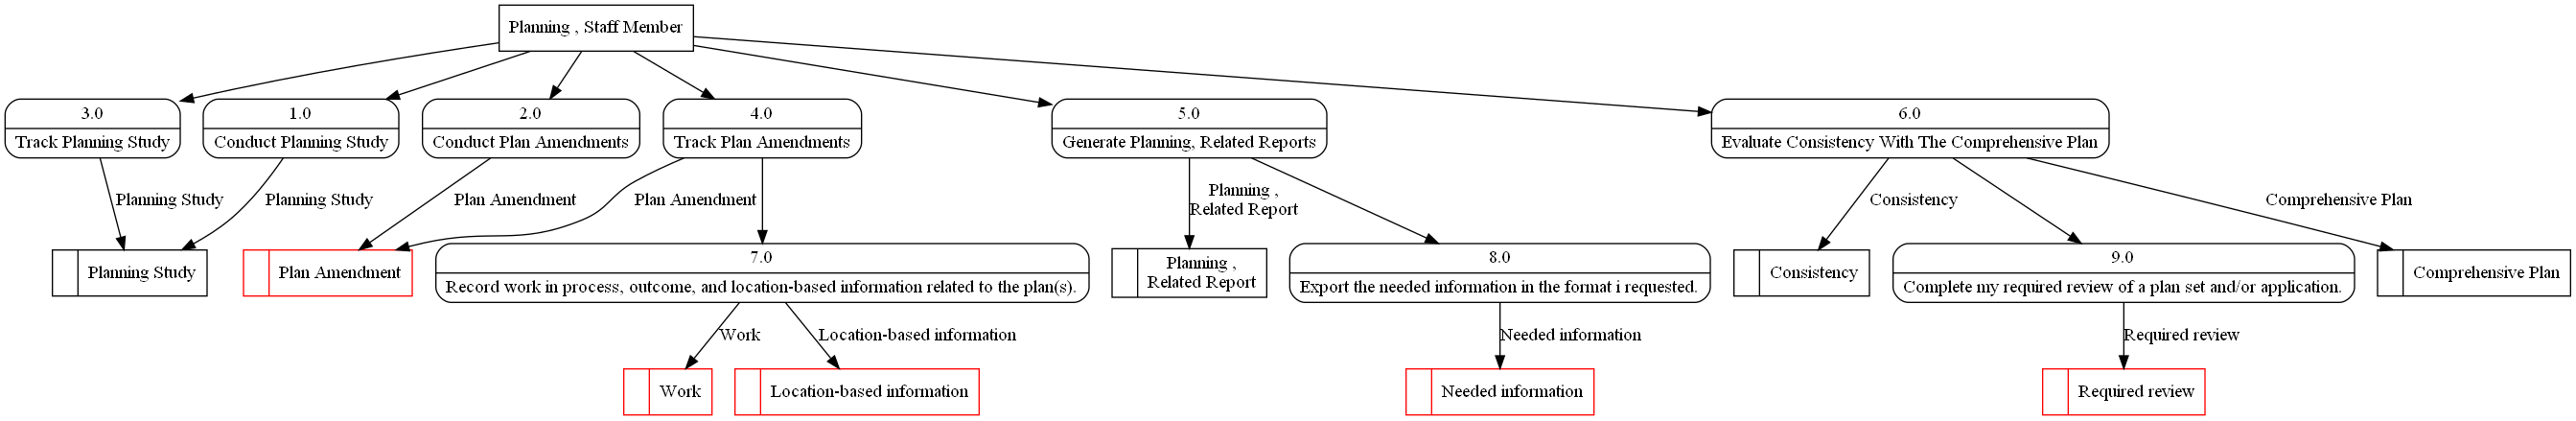 Planning , Staff Member
3.0
Track Planning Study
1.0
Conduct Planning Study
2.0
Conduct Plan Amendments
4.0
Track Plan Amendments
5.0
Generate Planning, Related Reports
6.0
Evaluate Consistency With The Comprehensive Plan
Planning Study
Planning Study
Plan Amendment
Plan Amendment
Planning ,
Related Report
Consistency
Comprehensive Plan
Planning Study
Plan Amendment
7.0
Record work in process, outcome, and location-based information related to the plan(s).
Planning ,
Related Report
8.0
Export the needed information in the format i requested.
Consistency
9.0
Complete my required review of a plan set and/or application.
Comprehensive Plan
Work
Location-based information
Needed information
Required review
Work
Location-based information
Needed information
Required review